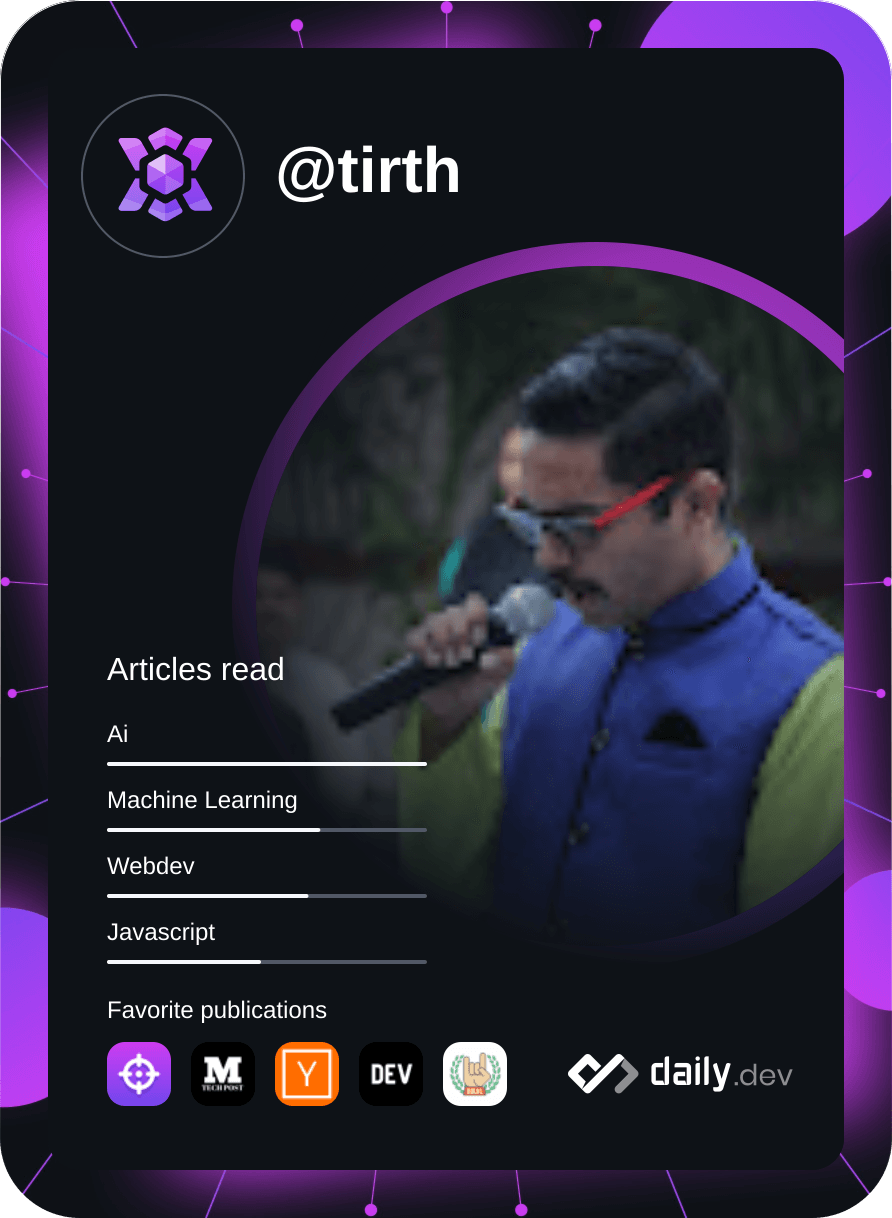 @tirth
Articles read
Ai
Machine Learning
Webdev
Javascript
Favorite publications
M
TECH POST
Y
DEV
daily.dev